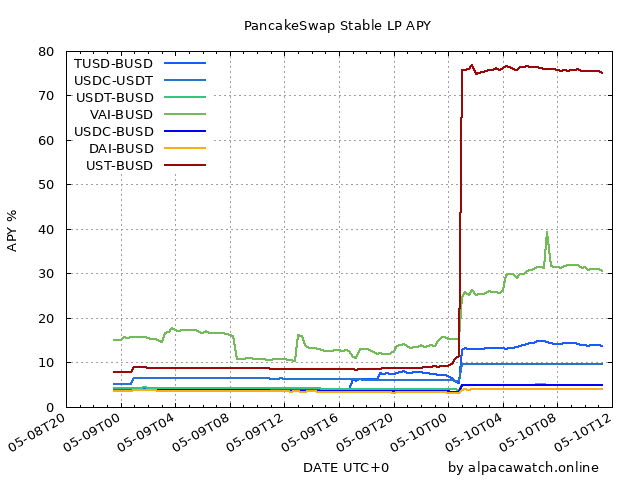 PancakeSwap Stable LP APY
80
70
60
50
40
30
20
10
0
APY %
TUSD-BUSD
USDC-USDT
USDT-BUSD
VAI-BUSD
USDC-BUSD
DAI-BUSD
UST-BUSD
05-08T20
05-09T00
05-09T04
05-09T08
05-09T12
05-09T16
05-09T20
05-10T00
05-10T04
05-10T08
05-10T12
DATE UTC+0
by alpacawatch.online